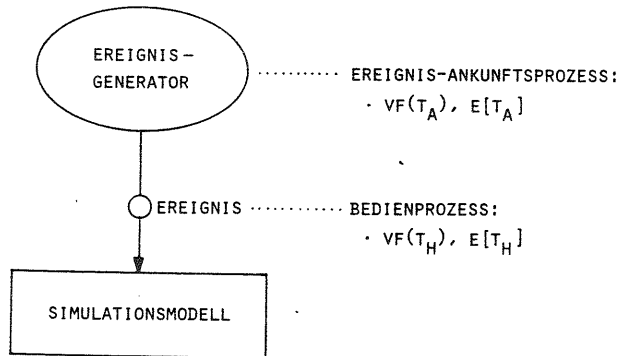 EREIGNIS-
GENERATOR
.......... EREIGNIS-ANKUNFTSPROZESS:
· VF(T_A), E[T_A]
EREIGNIS .......... BEDIENPROZESS:
· VF(T_H), E[T_H]
SIMULATIONSMODELL